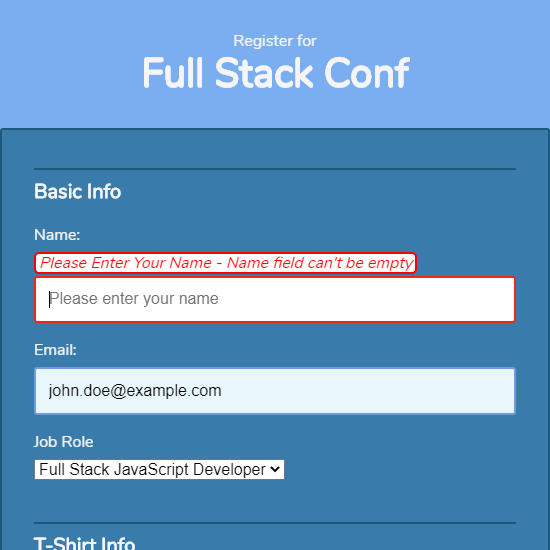 Register for
Full Stack Conf
Basic Info
Name:
Please Enter Your Name - Name field can't be empty
Please enter your name
Email:
john.doe@example.com
Job Role
Full Stack JavaScript Developer
T-Shirt Info